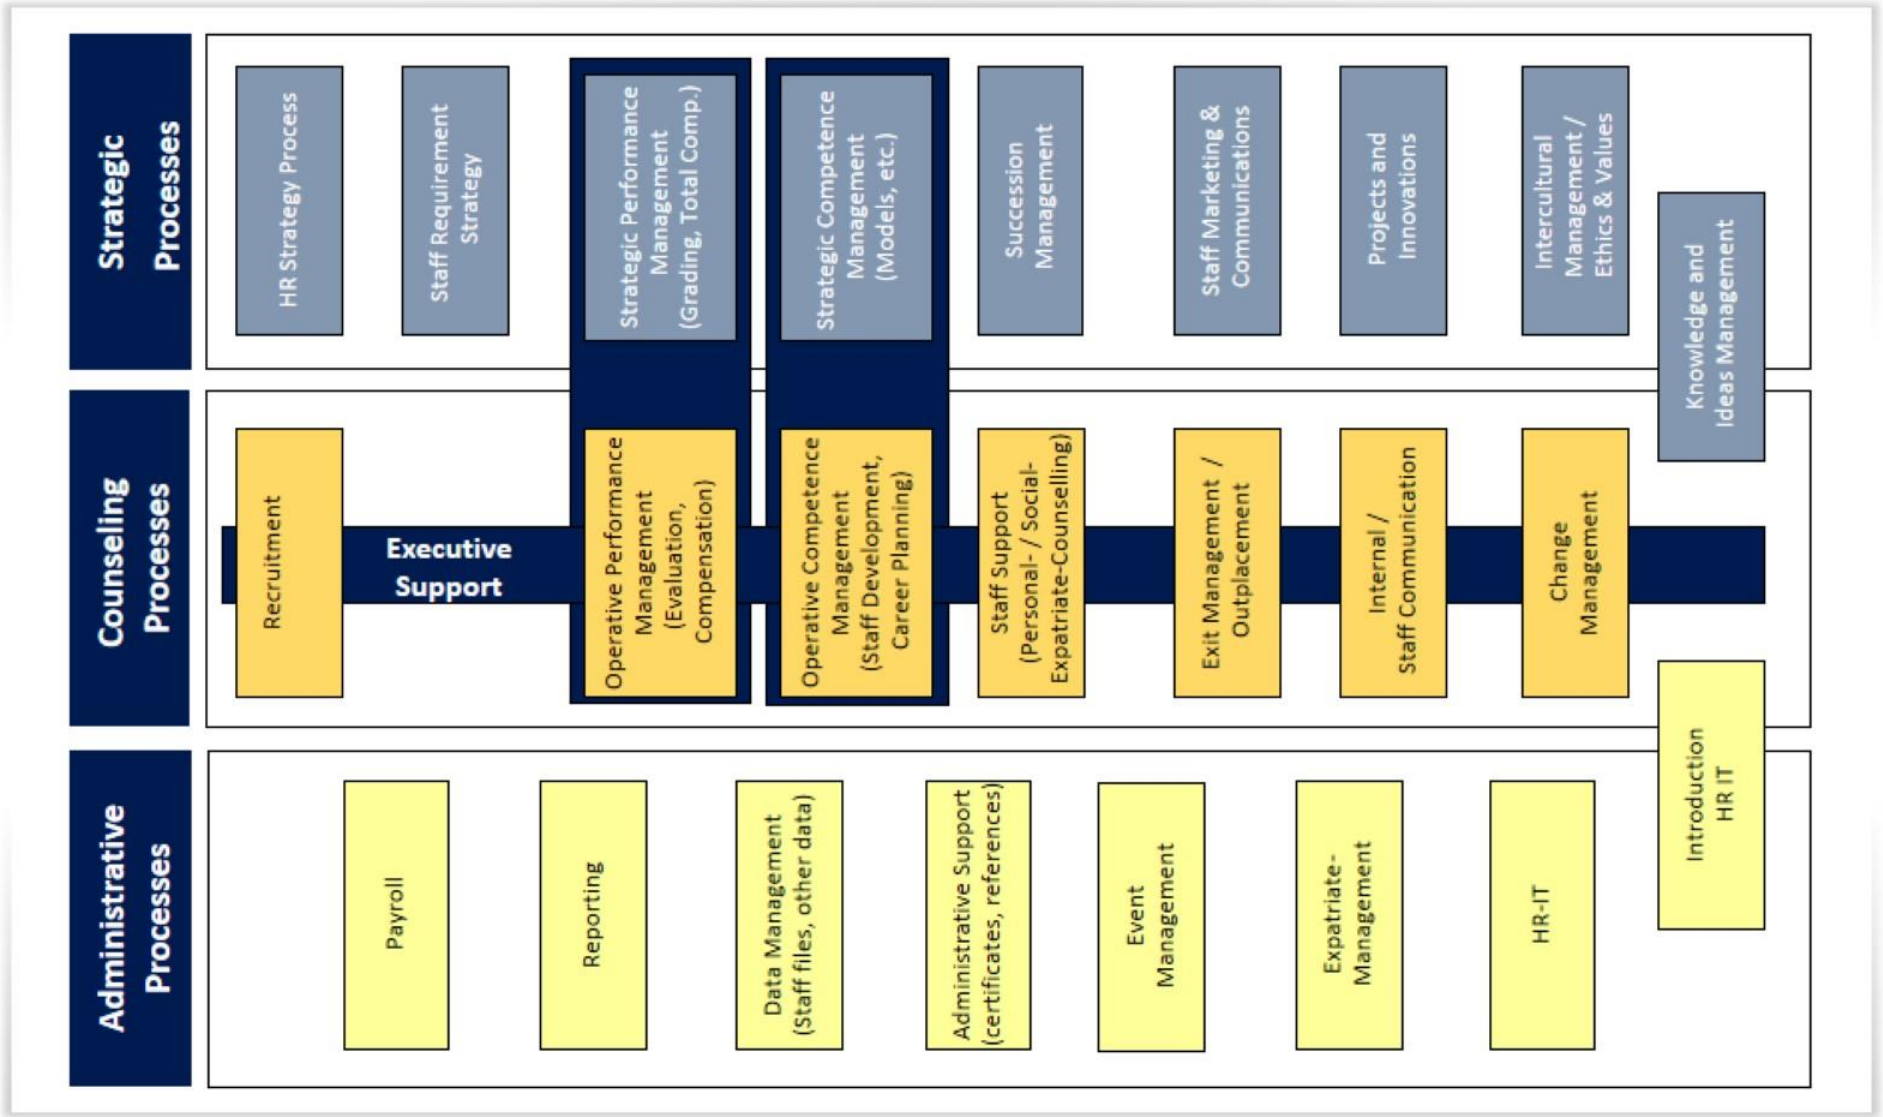 Strategic
Processes
HR Strategy Process
Staff Requirement
Strategy
Strategic Performance
Management
(Grading, Total Comp.)
Strategic Competence
Management
(Models, etc.)
Succession
Management
Staff Marketing &
Communications
Projects and
Innovations
Intercultural
Management /
Ethics & Values
Knowledge and
Ideas Management
Counseling
Processes
Recruitment
Executive
Support
Operative Performance
Management
(Evaluation,
Compensation)
Operative Competence
Management
(Staff Development,
Career Planning)
Staff Support
(Personal- / Social-
Expatriate-Counselling)
Exit Management /
Outplacement
Internal /
Staff Communication
Change
Management
Administrative
Processes
Payroll
Reporting
Data Management
(Staff files, other data)
Administrative Support
(certificates, references)
Event
Management
Expatriate-
Management
HR-IT
Introduction
HR IT